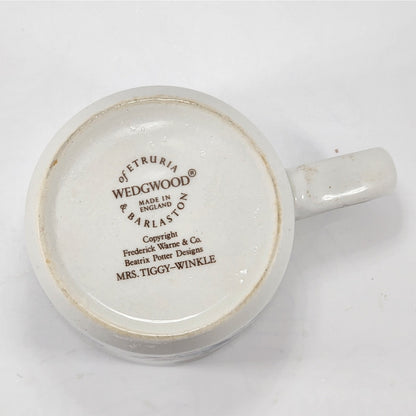 of ETRURIA
WEDGWOOD®
MADE IN
ENGLAND
& BARLASTON
Copyright
Frederick Warne & Co.
Beatrix Potter Designs
MRS. TIGGY–WINKLE